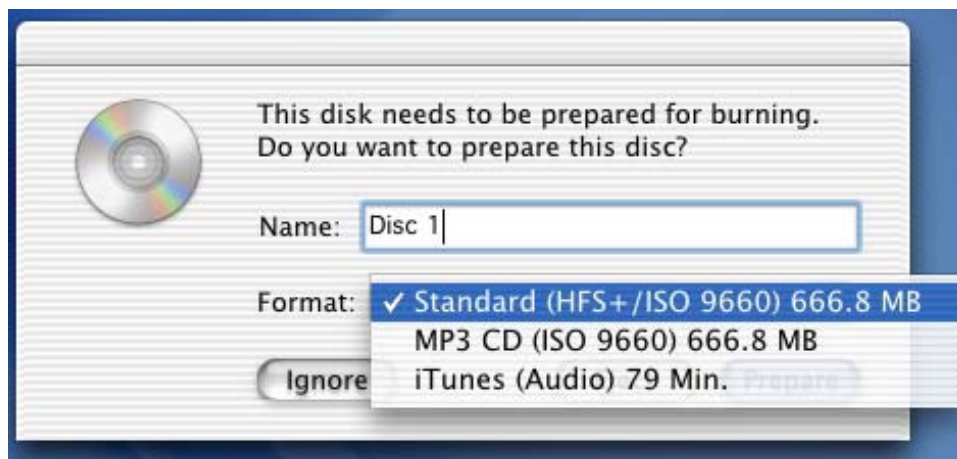 This disk needs to be prepared for burning.
Do you want to prepare this disc?
Name: Disc 1
Format: ✓ Standard (HFS+/ISO 9660) 666.8 MB
MP3 CD (ISO 9660) 666.8 MB
iTunes (Audio) 79 Min.
Ignore Prepare